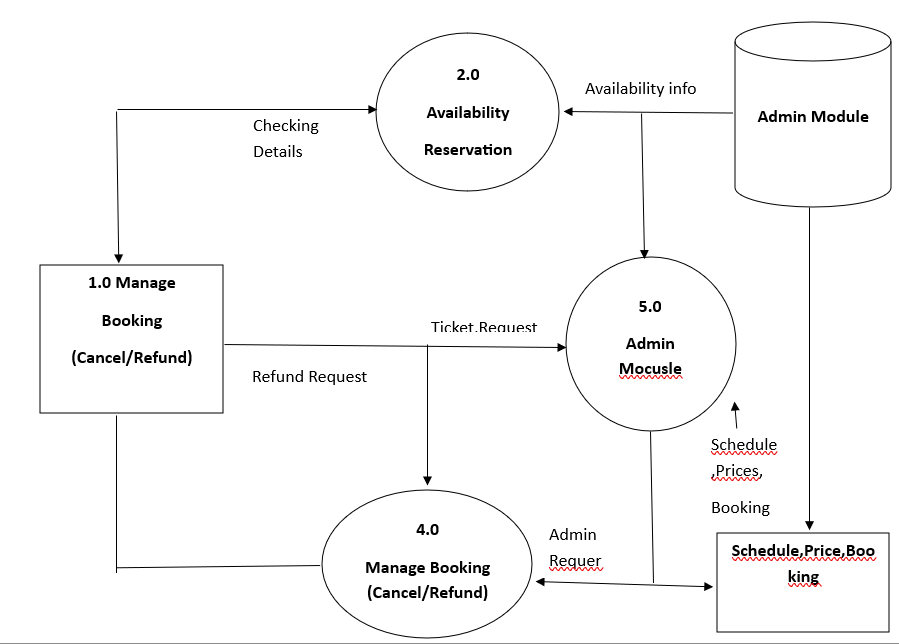 2.0
Availability
Reservation
Availability info
Admin Module
Checking
Details
1.0 Manage
Booking
(Cancel/Refund)
Ticket,Request
Refund Request
5.0
Admin
Mocusle
Schedule
,Prices,
Booking
4.0
Manage Booking
(Cancel/Refund)
Admin
Requer
Schedule,Price,Boo
king